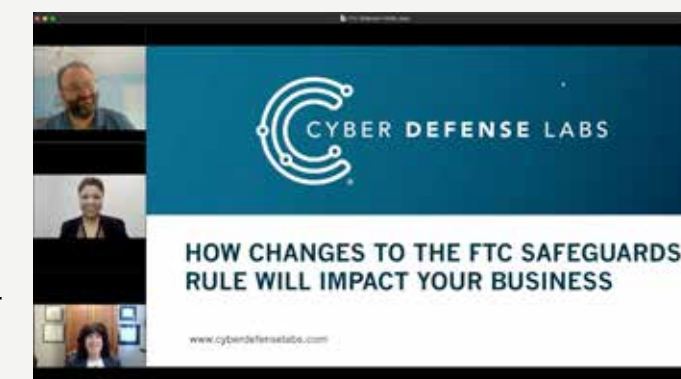 CYBER DEFENSE LABS
HOW CHANGES TO THE FTC SAFEGUARDS
RULE WILL IMPACT YOUR BUSINESS
www.cyberdefenselabs.com